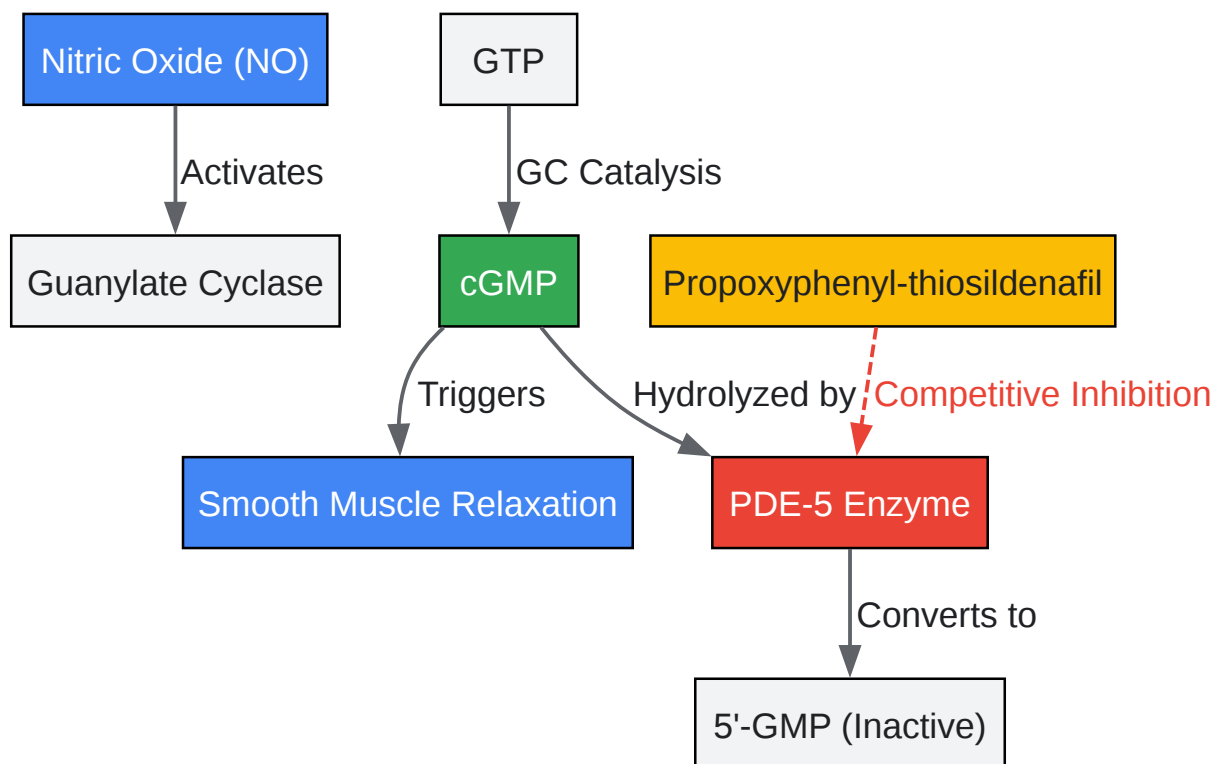 Nitric Oxide (NO)
GTP
Activates
GC Catalysis
Guanylate Cyclase
cGMP
Propoxyphenyl-thiosildenafil
Triggers
Hydrolyzed by
Competitive Inhibition
Smooth Muscle Relaxation
PDE-5 Enzyme
Converts to
5'-GMP (Inactive)